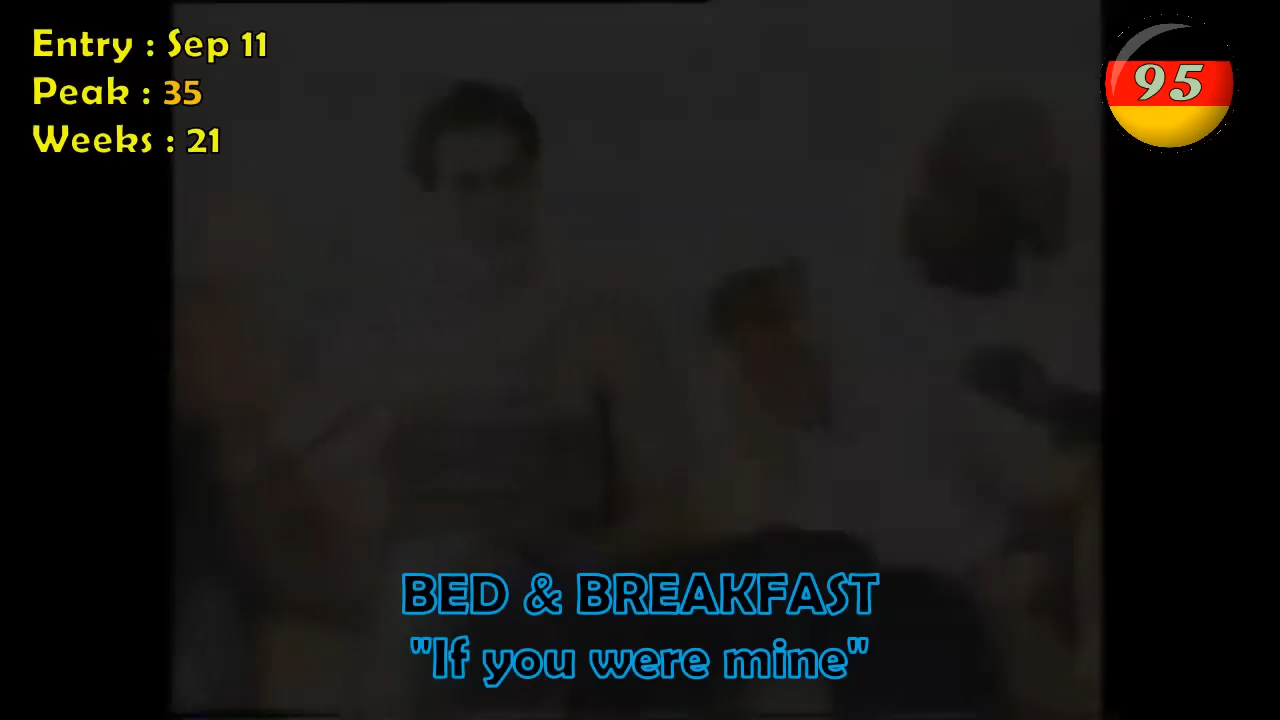 Entry : Sep 11
Peak : 35
Weeks : 21
95
BED & BREAKFAST
"If you were mine"